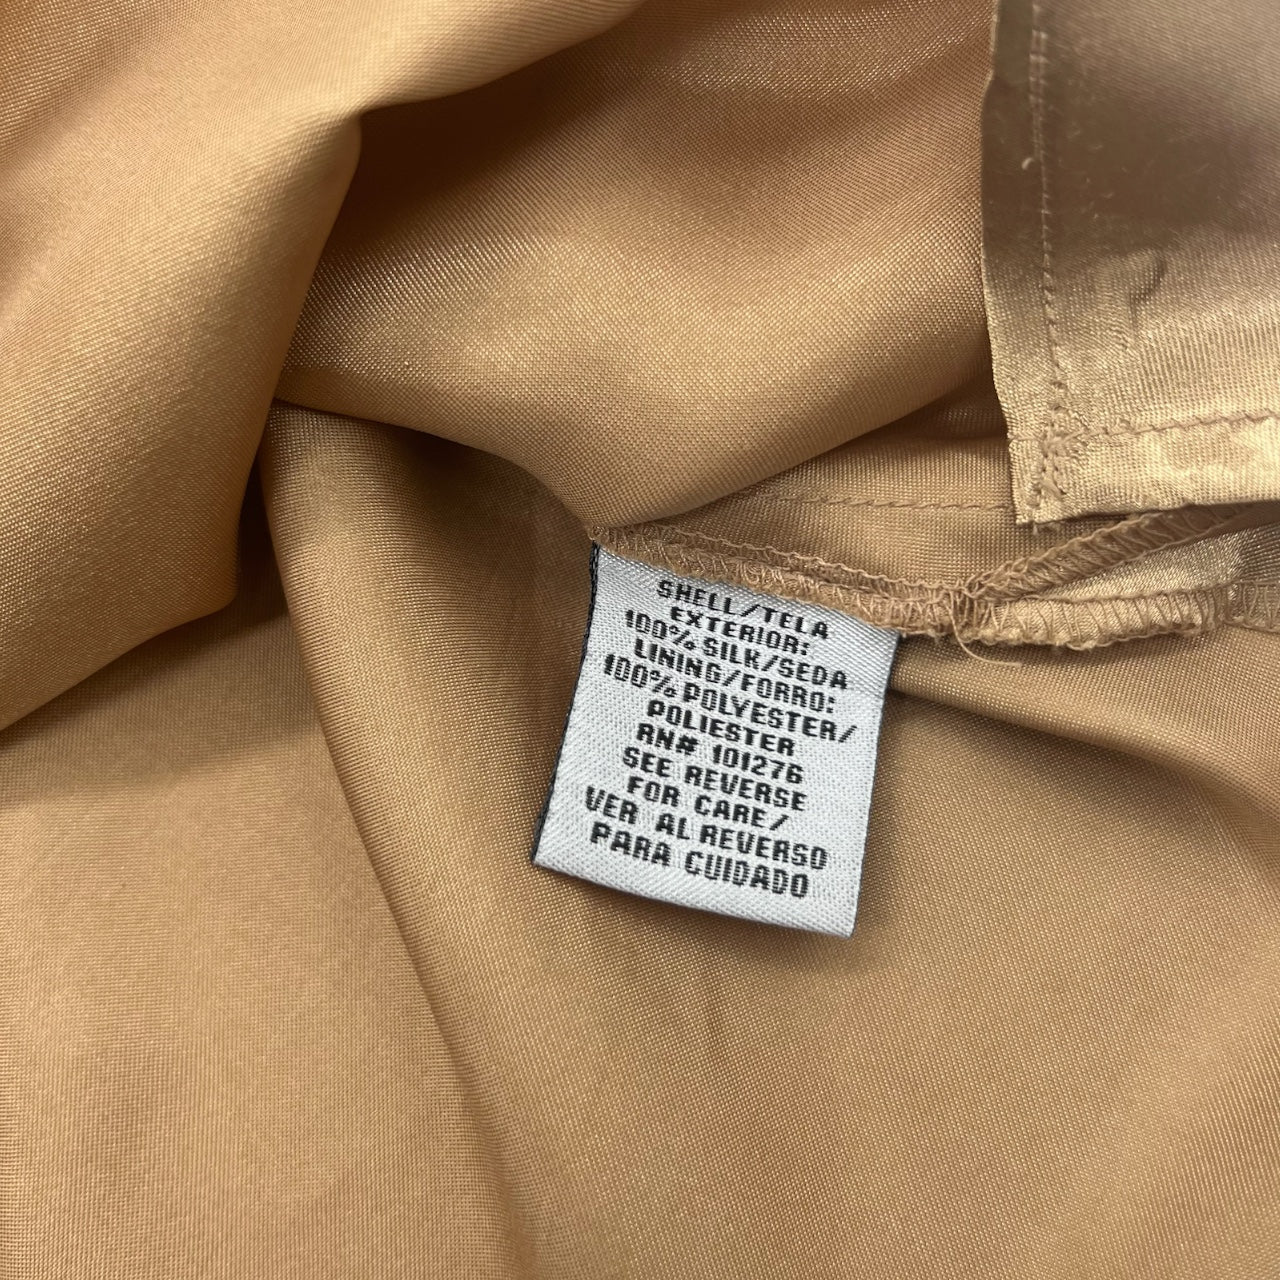 SHELL/TELA
EXTERIOR:
100% SILK/SEDA
LINING/FORRO:
100% POLYESTER/
POLIESTER
RN# 101276
SEE REVERSE
FOR CARE/
VER AL REVERSO
PARA CUIDADO